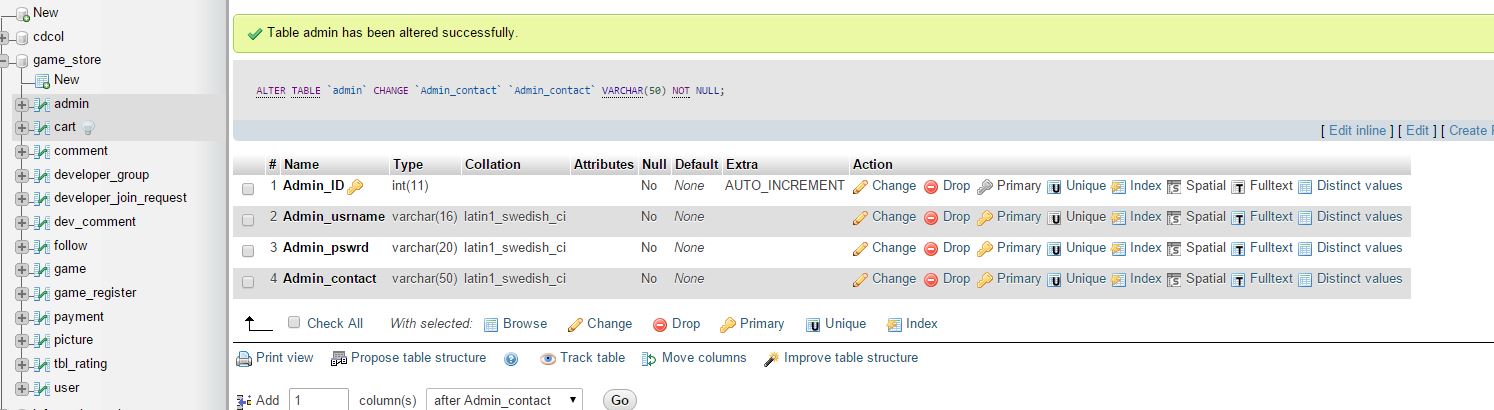 New
cdcol
game_store
New
admin
cart
comment
developer_group
developer_join_request
dev_comment
follow
game
game_register
payment
picture
tbl_rating
user
Table admin has been altered successfully.
ALTER TABLE `admin` CHANGE `Admin_contact` `Admin_contact` VARCHAR(50) NOT NULL;
[ Edit inline ] [ Edit ] [ Create
# Name Type Collation Attributes Null Default Extra Action
1 Admin_ID int(11) No None AUTO_INCREMENT Change Drop Primary Unique Index Spatial Fulltext Distinct values
2 Admin_usrname varchar(16) latin1_swedish_ci No None Change Drop Primary Unique Index Spatial Fulltext Distinct values
3 Admin_pswrd varchar(20) latin1_swedish_ci No None Change Drop Primary Unique Index Spatial Fulltext Distinct values
4 Admin_contact varchar(50) latin1_swedish_ci No None Change Drop Primary Unique Index Spatial Fulltext Distinct values
Check All With selected: Browse Change Drop Primary Unique Index
Print view Propose table structure Track table Move columns Improve table structure
Add 1 column(s) after Admin_contact Go